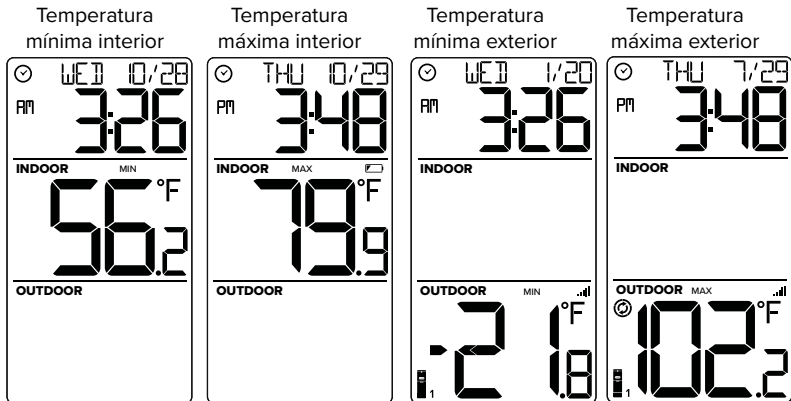 Temperatura
mínima interior
WED 10/28
AM 3:26
INDOOR MIN
56.2 °F
OUTDOOR
Temperatura
máxima interior
THU 10/29
PM 3:48
INDOOR MAX
79.9 °F
OUTDOOR
Temperatura
mínima exterior
WED 1/20
AM 3:26
INDOOR
OUTDOOR MIN
-21.8 °F
1
Temperatura
máxima exterior
THU 7/29
PM 3:48
INDOOR
OUTDOOR MAX
102.2 °F
1